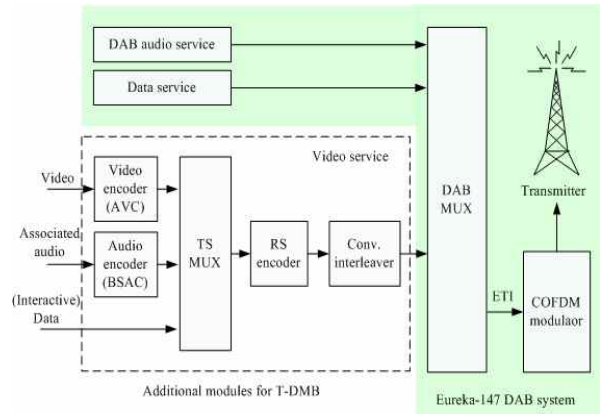 DAB audio service
Data service
Video service
Video
Video
encoder
(AVC)
Associated
audio
Audio
encoder
(BSAC)
(Interactive)
Data
TS
MUX
RS
encoder
Conv.
interleaver
DAB
MUX
ETI
Transmitter
COFDM
modulaor
Additional modules for T-DMB
Eureka-147 DAB system